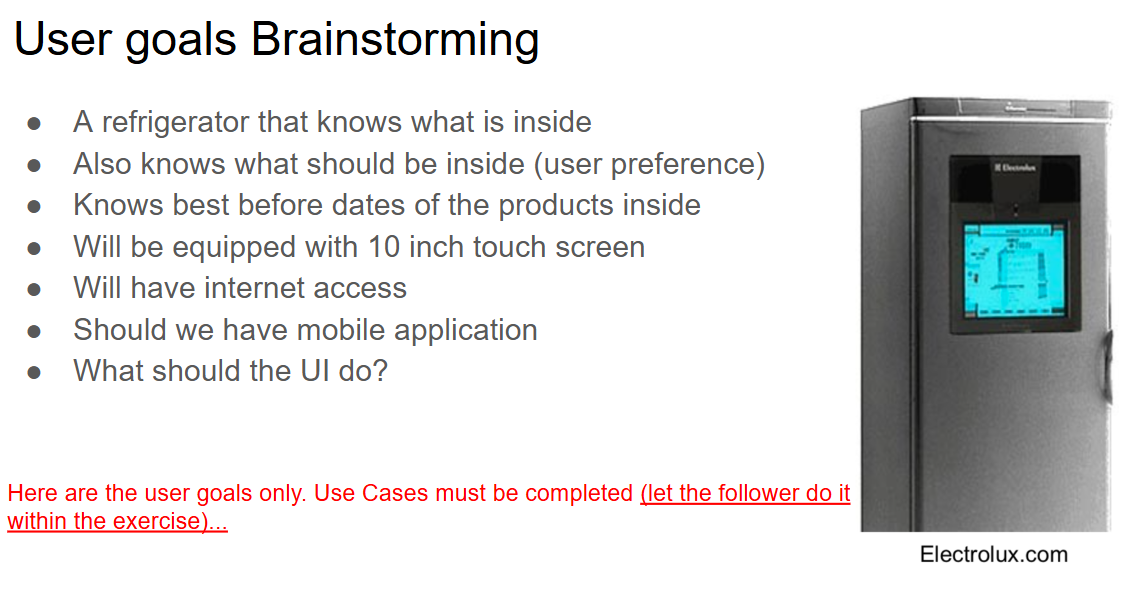 User goals Brainstorming
● A refrigerator that knows what is inside
● Also knows what should be inside (user preference)
● Knows best before dates of the products inside
● Will be equipped with 10 inch touch screen
● Will have internet access
● Should we have mobile application
● What should the UI do?
Here are the user goals only. Use Cases must be completed (let the follower do it
within the exercise)...
Electrolux
Electrolux.com